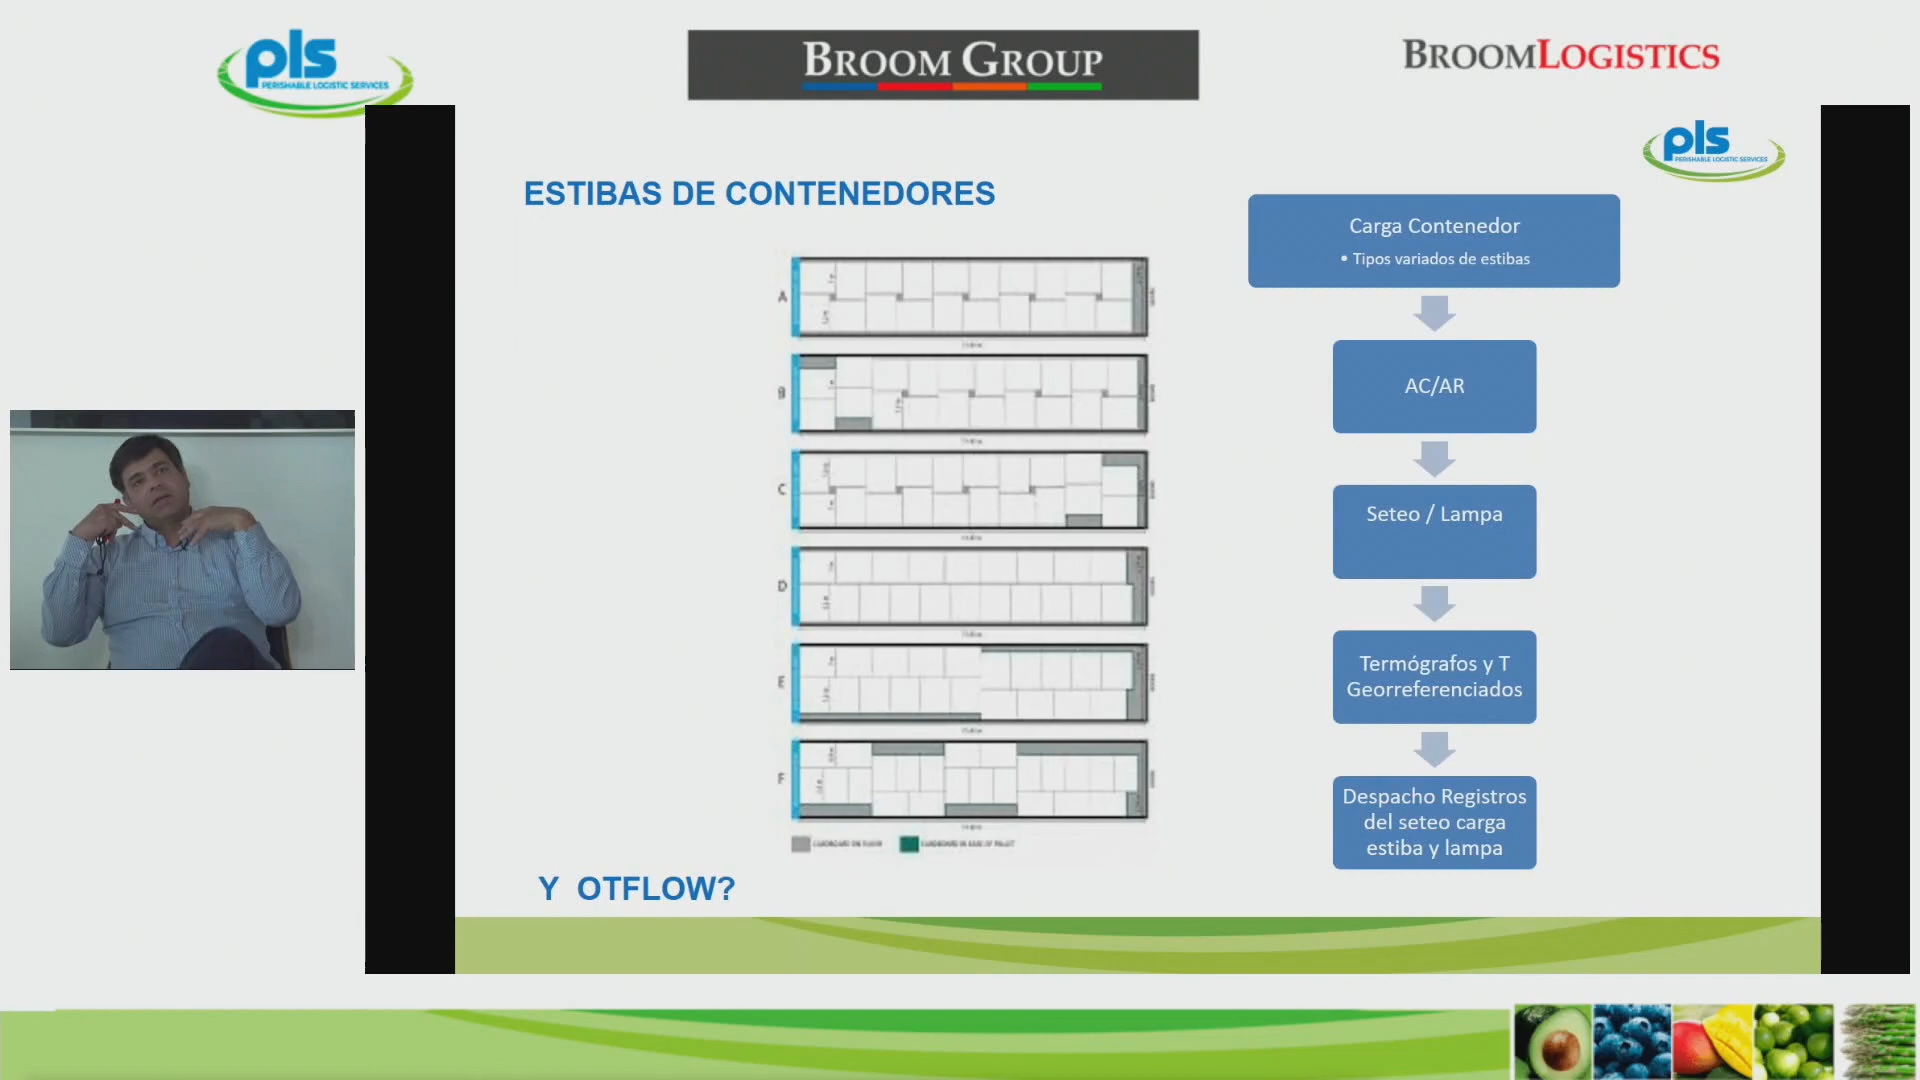 pls
PERISHABLE LOGISTIC SERVICES
BROOM GROUP
BROOMLOGISTICS
pls
PERISHABLE LOGISTIC SERVICES
ESTIBAS DE CONTENEDORES
A
B
C
D
E
F
Y OTFLOW?
Carga Contenedor
• Tipos variados de estibas
AC/AR
Seteo / Lampa
Termógrafos y T
Georreferenciados
Despacho Registros
del seteo carga
estiba y lampa